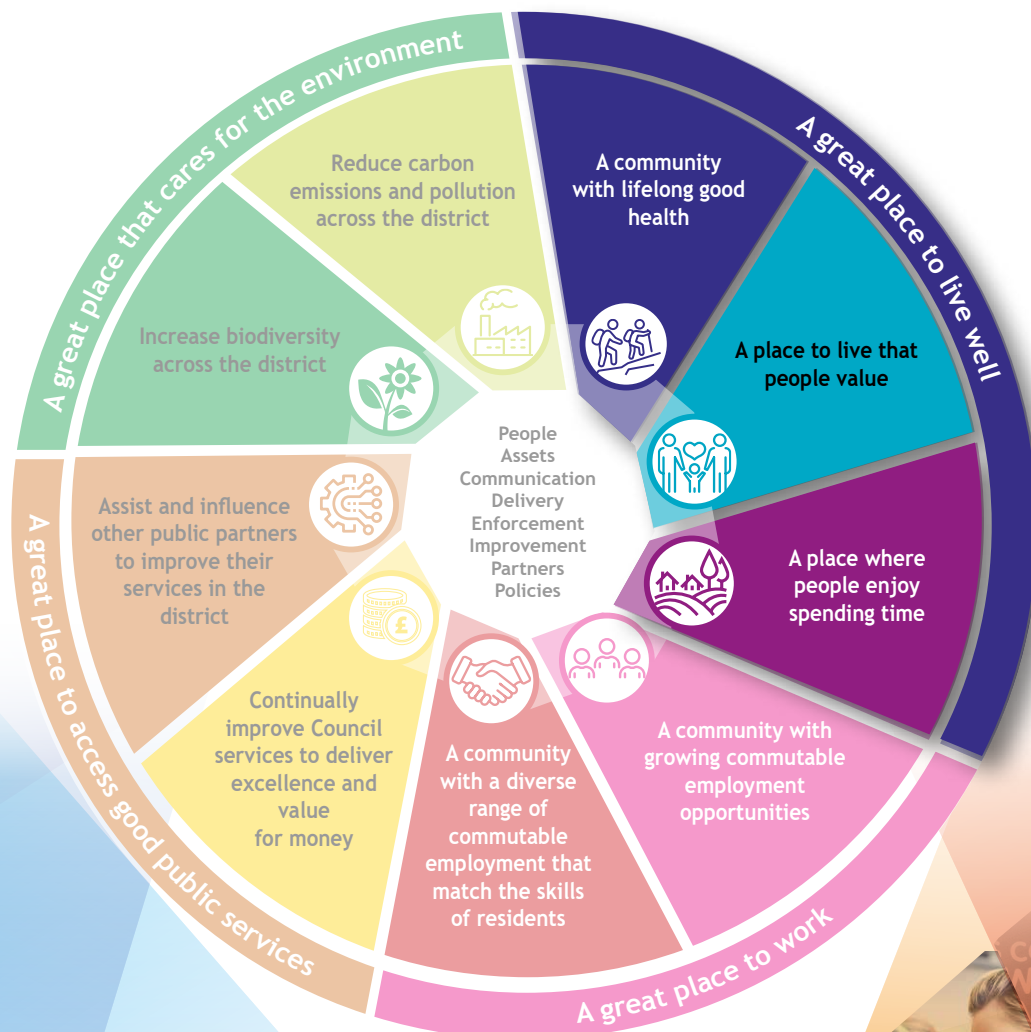 A great place that cares for the environment
A great place to live well
A great place to work
A great place to access good public services
Reduce carbon
emissions and pollution
across the district
A community
with lifelong good
health
A place to live that
people value
A place where
people enjoy
spending time
A community with
growing commutable
employment
opportunities
A community
with a diverse
range of
commutable
employment that
match the skills
of residents
Continually
improve Council
services to deliver
excellence and
value
for money
Assist and influence
other public partners
to improve their
services in the
district
Increase biodiversity
across the district
People
Assets
Communication
Delivery
Enforcement
Improvement
Partners
Policies
£